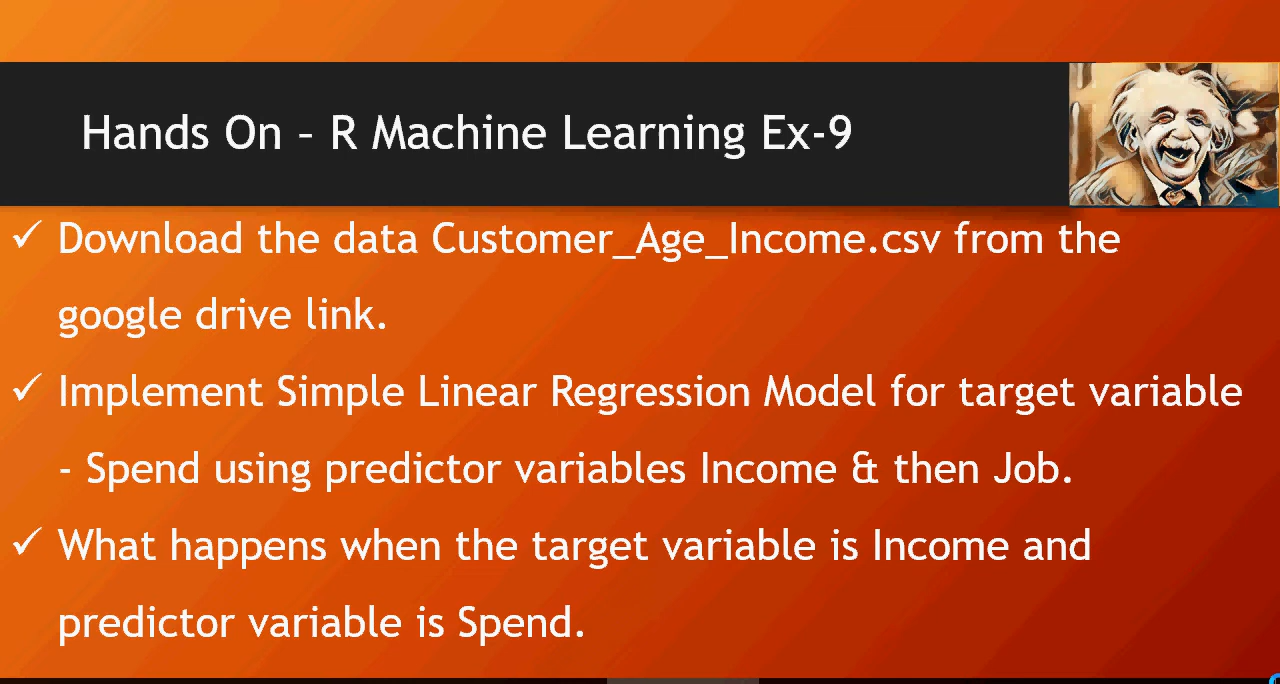 Hands On – R Machine Learning Ex-9
✓ Download the data Customer_Age_Income.csv from the
google drive link.
✓ Implement Simple Linear Regression Model for target variable
- Spend using predictor variables Income & then Job.
✓ What happens when the target variable is Income and
predictor variable is Spend.